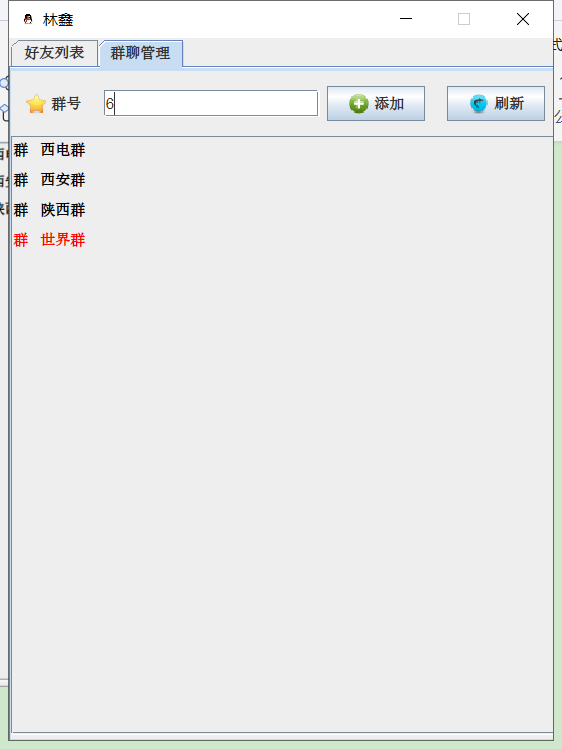 林鑫
好友列表 群聊管理
群号 6 添加 刷新
群 西电群
群 西安群
群 陕西群
群 世界群